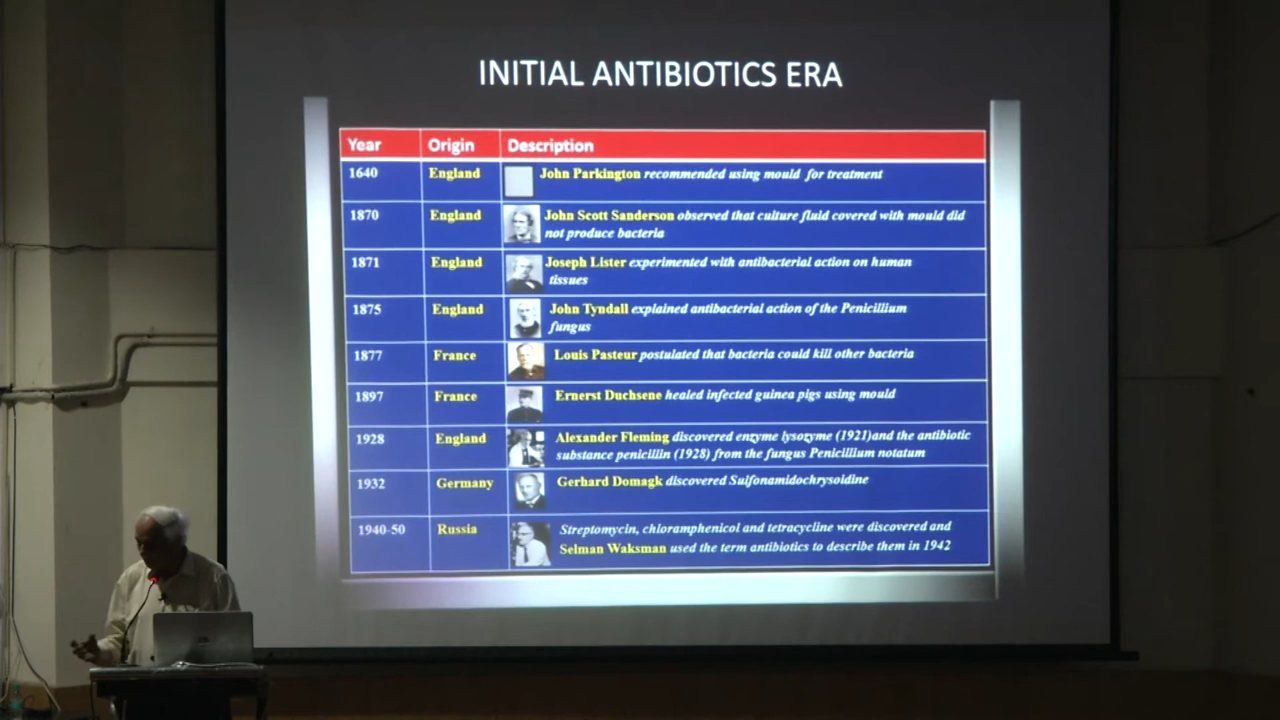 INITIAL ANTIBIOTICS ERA
Year Origin Description
1640 England John Parkington recommended using mould for treatment
1870 England John Scott Sanderson observed that culture fluid covered with mould did
not produce bacteria
1871 England Joseph Lister experimented with antibacterial action on human
tissues
1875 England John Tyndall explained antibacterial action of the Penicillium
fungus
1877 France Louis Pasteur postulated that bacteria could kill other bacteria
1897 France Ernerst Duchsene healed infected guinea pigs using mould
1928 England Alexander Fleming discovered enzyme lysozyme (1921)and the antibiotic
substance penicillin (1928) from the fungus Penicillium notatum
1932 Germany Gerhard Domagk discovered Sulfonamidochrysoidine
1940-50 Russia Streptomycin, chloramphenicol and tetracycline were discovered and
Selman Waksman used the term antibiotics to describe them in 1942